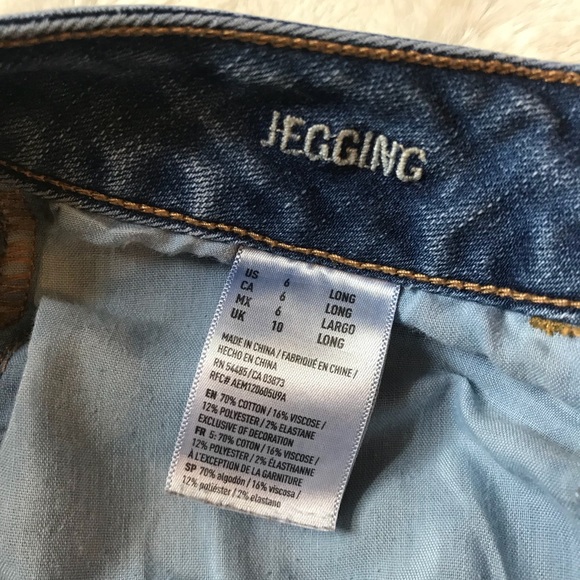 JEGGING
US 6 LONG
CA 6 LONG
MX 6 LARGO
UK 10 LONG
MADE IN CHINA / FABRIQUÉ EN CHINE /
HECHO EN CHINA
RN 54485 / CA 03873
RFC# AEM120605U9A
EN 70% COTTON / 16% VISCOSE /
12% POLYESTER / 2% ELASTANE
EXCLUSIVE OF DECORATION
FR 5: 70% COTON / 16% VISCOSE /
12% POLYESTER / 2% ÉLASTHANNE
À L'EXCEPTION DE LA GARNITURE
SP 70% algodón / 16% viscosa /
12% poliéster / 2% elastano